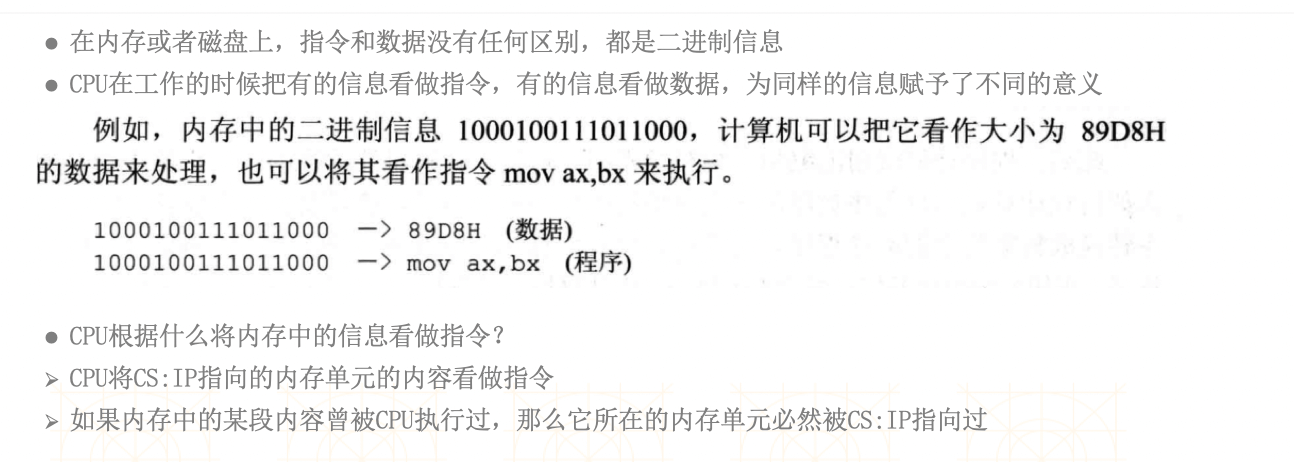 ● 在内存或者磁盘上，指令和数据没有任何区别，都是二进制信息
● CPU在工作的时候把有的信息看做指令，有的信息看做数据，为同样的信息赋予了不同的意义
例如，内存中的二进制信息 1000100111011000，计算机可以把它看作大小为 89D8H
的数据来处理，也可以将其看作指令 mov ax,bx 来执行。
1000100111011000 —> 89D8H (数据)
1000100111011000 —> mov ax,bx (程序)
● CPU根据什么将内存中的信息看做指令？
➢ CPU将CS:IP指向的内存单元的内容看做指令
➢ 如果内存中的某段内容曾被CPU执行过，那么它所在的内存单元必然被CS:IP指向过